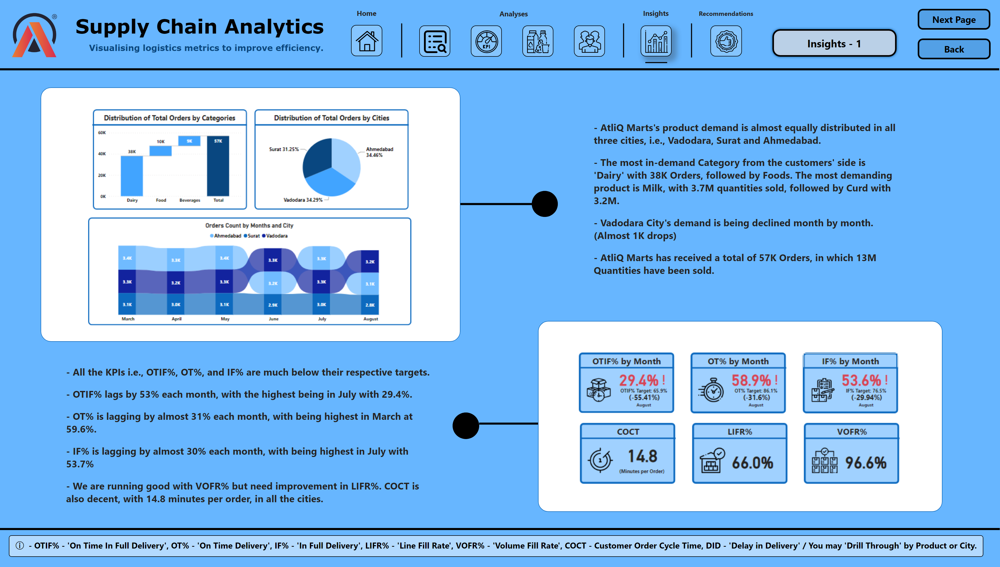 ®
Supply Chain Analytics
Visualising logistics metrics to improve efficiency.
Home
Analyses
KPI
Insights
Recommendations
Insights - 1
Next Page
Back
Distribution of Total Orders by Categories
60K
40K
20K
0K
38K
10K
9K
57K
Dairy
Food
Beverages
Total
Distribution of Total Orders by Cities
Surat 31.25%
Ahmedabad
34.46%
Vadodara 34.29%
Orders Count by Months and City
Ahmedabad Surat Vadodara
3.4K 3.3K 3.4K 3.3K 3.3K 3.2K
3.3K 3.2K 3.3K 3.2K 3.3K 3.1K
3.1K 3.0K 3.1K 2.9K 3.0K 2.8K
March April May June July August
- AtliQ Marts's product demand is almost equally distributed in all
three cities, i.e., Vadodara, Surat and Ahmedabad.
- The most in-demand Category from the customers' side is
'Dairy' with 38K Orders, followed by Foods. The most demanding
product is Milk, with 3.7M quantities sold, followed by Curd with
3.2M.
- Vadodara City's demand is being declined month by month.
(Almost 1K drops)
- AtliQ Marts has received a total of 57K Orders, in which 13M
Quantities have been sold.
- All the KPIs i.e., OTIF%, OT%, and IF% are much below their respective targets.
- OTIF% lags by 53% each month, with the highest being in July with 29.4%.
- OT% is lagging by almost 31% each month, with being highest in March at
59.6%.
- IF% is lagging by almost 30% each month, with being highest in July with
53.7%
- We are running good with VOFR% but need improvement in LIFR%. COCT is
also decent, with 14.8 minutes per order, in all the cities.
OTIF% by Month
29.4% !
OTIF% Target: 65.9%
(-55.41%)
August
OT% by Month
58.9% !
OT% Target: 86.1%
(-31.6%)
August
IF% by Month
53.6% !
IF% Target: 76.5%
(-29.94%)
August
COCT
1
14.8
(Minutes per Order)
LIFR%
66.0%
VOFR%
96.6%
ⓘ - OTIF% - 'On Time In Full Delivery', OT% - 'On Time Delivery', IF% - 'In Full Delivery', LIFR% - 'Line Fill Rate', VOFR% - 'Volume Fill Rate', COCT - Customer Order Cycle Time, DID - 'Delay in Delivery' / You may 'Drill Through' by Product or City.